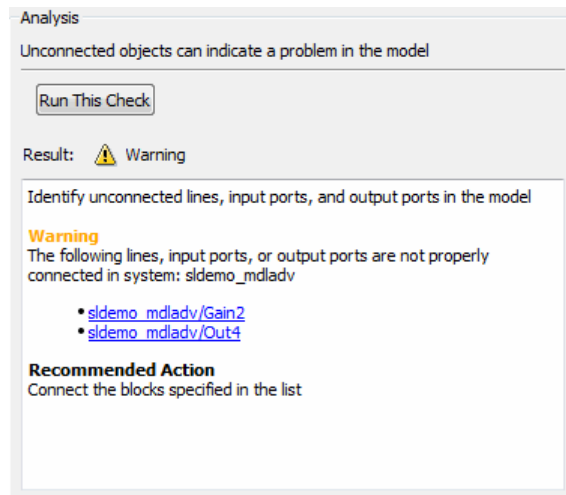 Analysis
Unconnected objects can indicate a problem in the model
Run This Check
Result: Warning
Identify unconnected lines, input ports, and output ports in the model
Warning
The following lines, input ports, or output ports are not properly
connected in system: sldemo_mdladv
• sldemo_mdladv/Gain2
• sldemo_mdladv/Out4
Recommended Action
Connect the blocks specified in the list